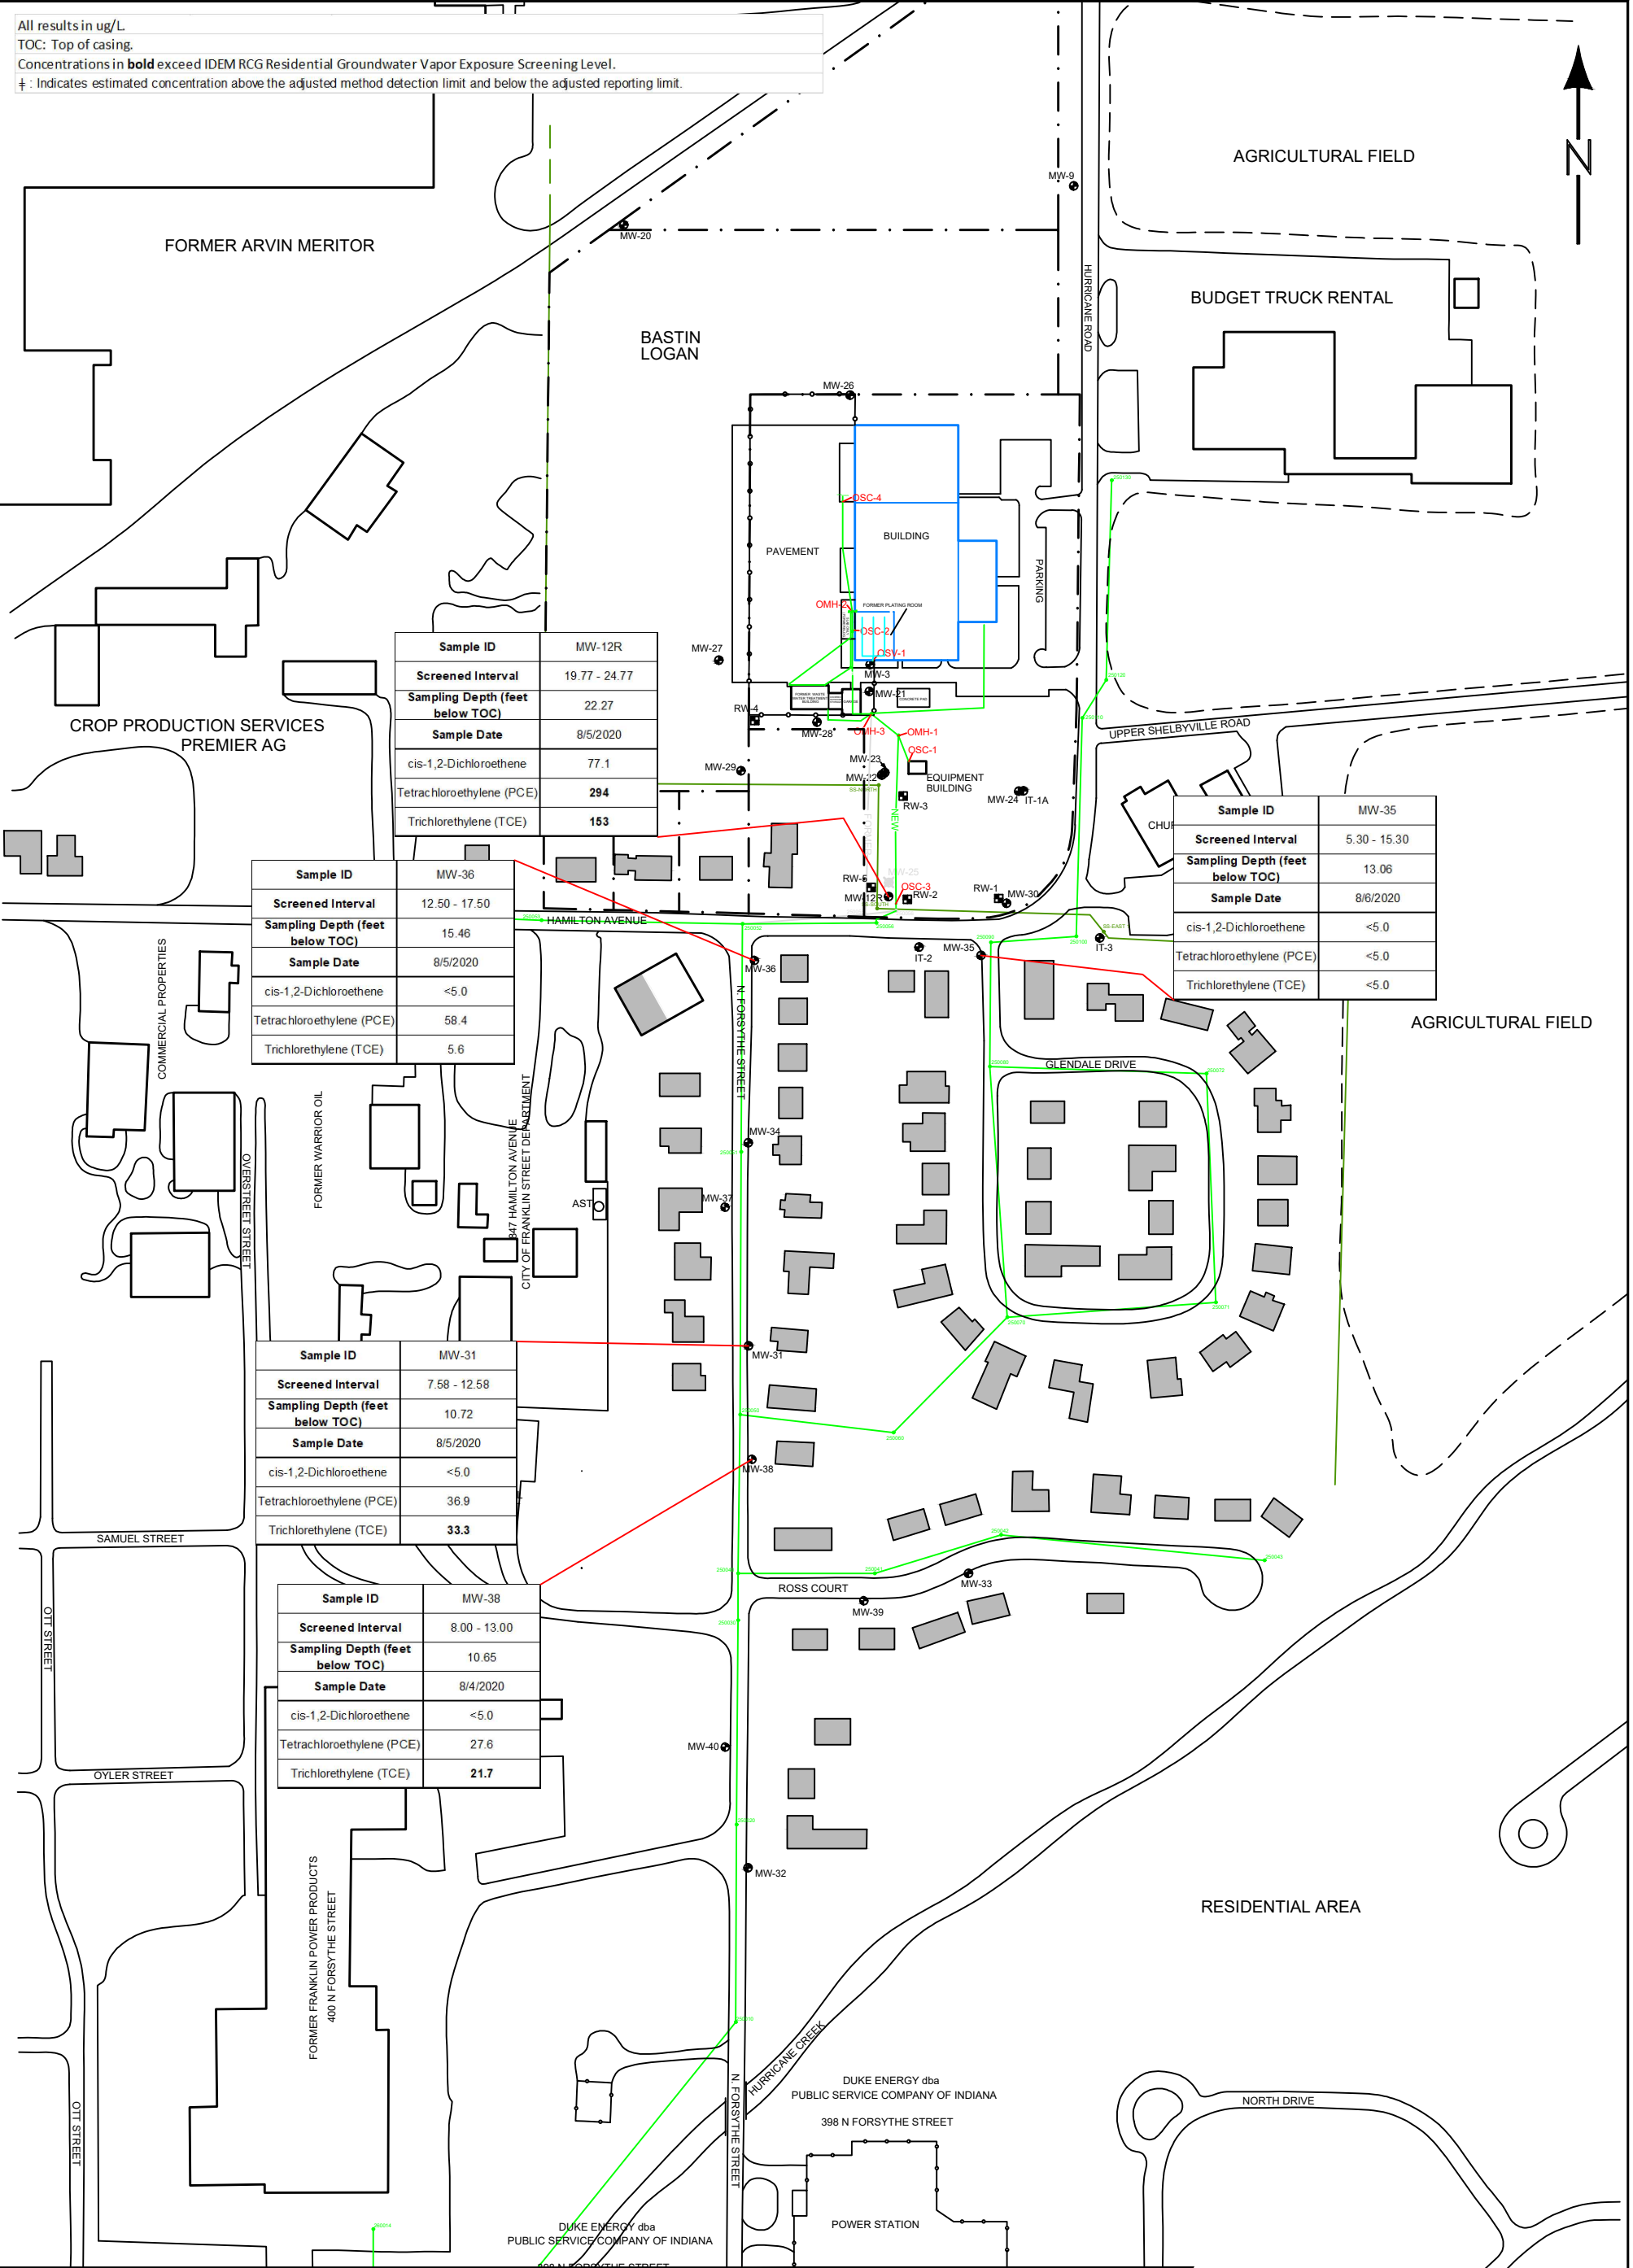 All results in ug/L.
TOC: Top of casing.
Concentrations in bold exceed IDEM RCG Residential Groundwater Vapor Exposure Screening Level.
ǂ : Indicates estimated concentration above the adjusted method detection limit and below the adjusted reporting limit.
AGRICULTURAL FIELD
N
MW-9
MW-20
FORMER ARVIN MERITOR
HURRICANE ROAD
BUDGET TRUCK RENTAL
BASTIN
LOGAN
MW-26
OSC-4
BUILDING
PAVEMENT
PARKING
OMH-2
FORMER PLATING ROOM
OSC-2
OSV-1
MW-27
MW-3
MW-21
RW-4
MW-28
OMH-3
OMH-1
OSC-1
UPPER SHELBYVILLE ROAD
CROP PRODUCTION SERVICES
PREMIER AG
MW-29
MW-23
MW-22
SS-NORTH
EQUIPMENT
BUILDING
RW-3
MW-24
IT-1A
NEW
FORMER
Sample ID MW-12R
Screened Interval 19.77 - 24.77
Sampling Depth (feet
below TOC) 22.27
Sample Date 8/5/2020
cis-1,2-Dichloroethene 77.1
Tetrachloroethylene (PCE) 294
Trichlorethylene (TCE) 153
Sample ID MW-35
Screened Interval 5.30 - 15.30
Sampling Depth (feet
below TOC) 13.06
Sample Date 8/6/2020
cis-1,2-Dichloroethene <5.0
Tetrachloroethylene (PCE) <5.0
Trichlorethylene (TCE) <5.0
CHU
MW-25
RW-5
OSC-3
MW-12R
RW-2
RW-1
MW-30
HAMILTON AVENUE
SS-EAST
IT-3
IT-2
MW-35
MW-36
Sample ID MW-36
Screened Interval 12.50 - 17.50
Sampling Depth (feet
below TOC) 15.46
Sample Date 8/5/2020
cis-1,2-Dichloroethene <5.0
Tetrachloroethylene (PCE) 58.4
Trichlorethylene (TCE) 5.6
AGRICULTURAL FIELD
COMMERCIAL PROPERTIES
N. FORSYTHE STREET
GLENDALE DRIVE
FORMER WARRIOR OIL
847 HAMILTON AVENUE
CITY OF FRANKLIN STREET DEPARTMENT
MW-34
OVERSTREET STREET
AST
MW-37
MW-31
Sample ID MW-31
Screened Interval 7.58 - 12.58
Sampling Depth (feet
below TOC) 10.72
Sample Date 8/5/2020
cis-1,2-Dichloroethene <5.0
Tetrachloroethylene (PCE) 36.9
Trichlorethylene (TCE) 33.3
MW-38
SAMUEL STREET
ROSS COURT
MW-33
MW-39
OTT STREET
Sample ID MW-38
Screened Interval 8.00 - 13.00
Sampling Depth (feet
below TOC) 10.65
Sample Date 8/4/2020
cis-1,2-Dichloroethene <5.0
Tetrachloroethylene (PCE) 27.6
Trichlorethylene (TCE) 21.7
MW-40
OYLER STREET
MW-32
FORMER FRANKLIN POWER PRODUCTS
400 N FORSYTHE STREET
RESIDENTIAL AREA
HURRICANE CREEK
DUKE ENERGY dba
PUBLIC SERVICE COMPANY OF INDIANA
398 N FORSYTHE STREET
NORTH DRIVE
OTT STREET
N. FORSYTHE STREET
POWER STATION
DUKE ENERGY dba
PUBLIC SERVICE COMPANY OF INDIANA